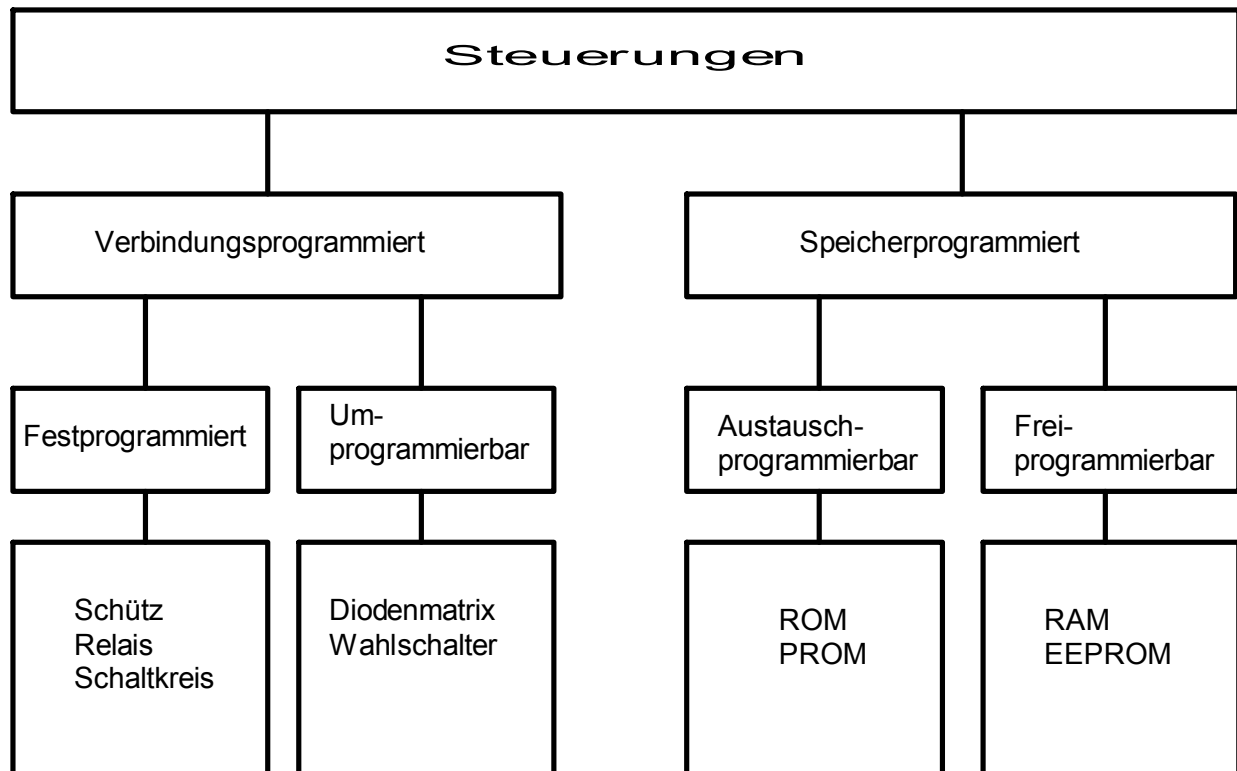 Steuerungen
Verbindungsprogrammiert
Speicherprogrammiert
Festprogrammiert
Um-
programmierbar
Austausch-
programmierbar
Frei-
programmierbar
Schütz
Relais
Schaltkreis
Diodenmatrix
Wahlschalter
ROM
PROM
RAM
EEPROM